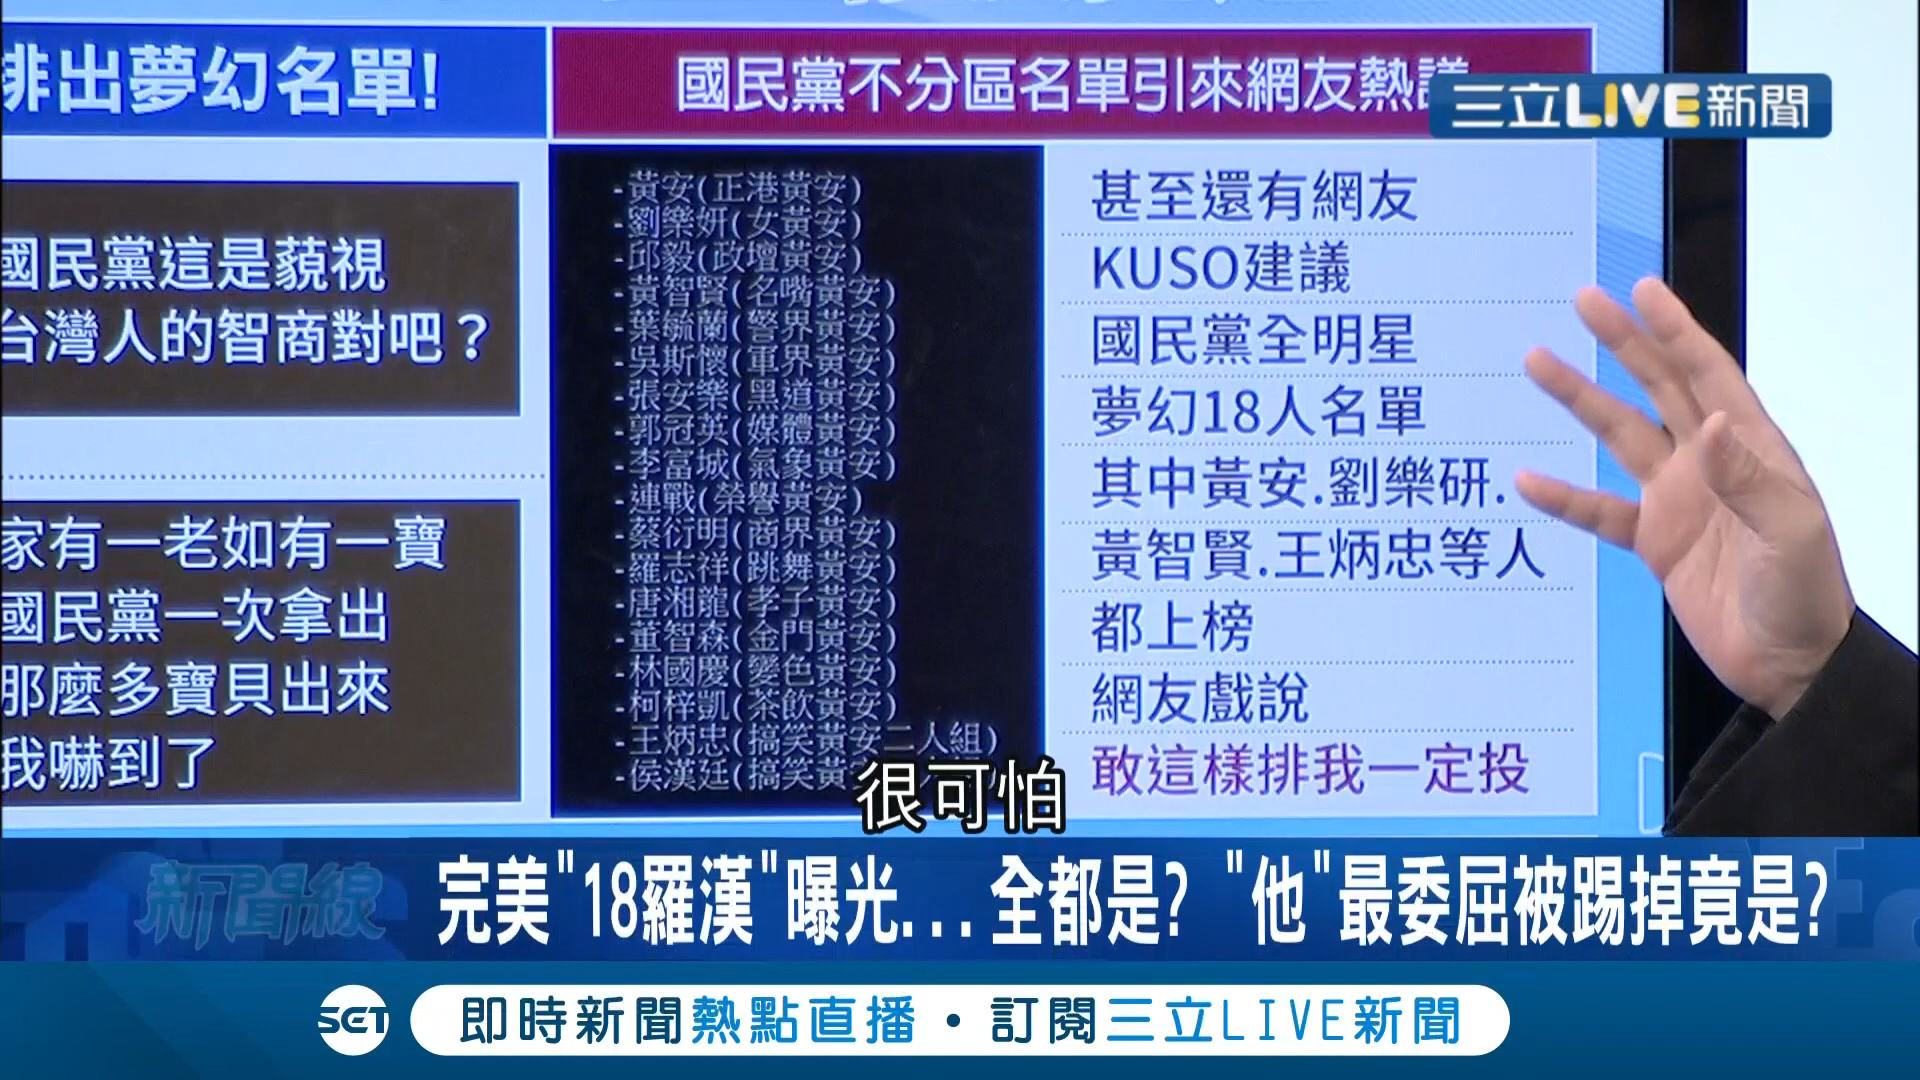 排出夢幻名單!
國民黨不分區名單引來網友熱議
三立LIVE新聞
國民黨這是藐視
台灣人的智商對吧？
家有一老如有一寶
國民黨一次拿出
那麼多寶貝出來
我嚇到了
-黃安(正港黃安)
-劉樂妍(女黃安)
-邱毅(政壇黃安)
-黃智賢(名嘴黃安)
-葉毓蘭(警界黃安)
-吳斯懷(軍界黃安)
-張安樂(黑道黃安)
-郭冠英(媒體黃安)
-李富城(氣象黃安)
-連戰(榮譽黃安)
-蔡衍明(商界黃安)
-羅志祥(跳舞黃安)
-唐湘龍(孝子黃安)
-董智森(金門黃安)
-林國慶(變色黃安)
-柯梓凱(茶飲黃安)
-王炳忠(搞笑黃安二人組)
-侯漢廷(搞笑黃
甚至還有網友
KUSO建議
國民黨全明星
夢幻18人名單
其中黃安.劉樂研.
黃智賢.王炳忠等人
都上榜
網友戲說
敢這樣排我一定投
很可怕
新聞線
完美"18羅漢"曝光...全都是? "他"最委屈被踢掉竟是?
SET 即時新聞熱點直播・訂閱三立LIVE新聞